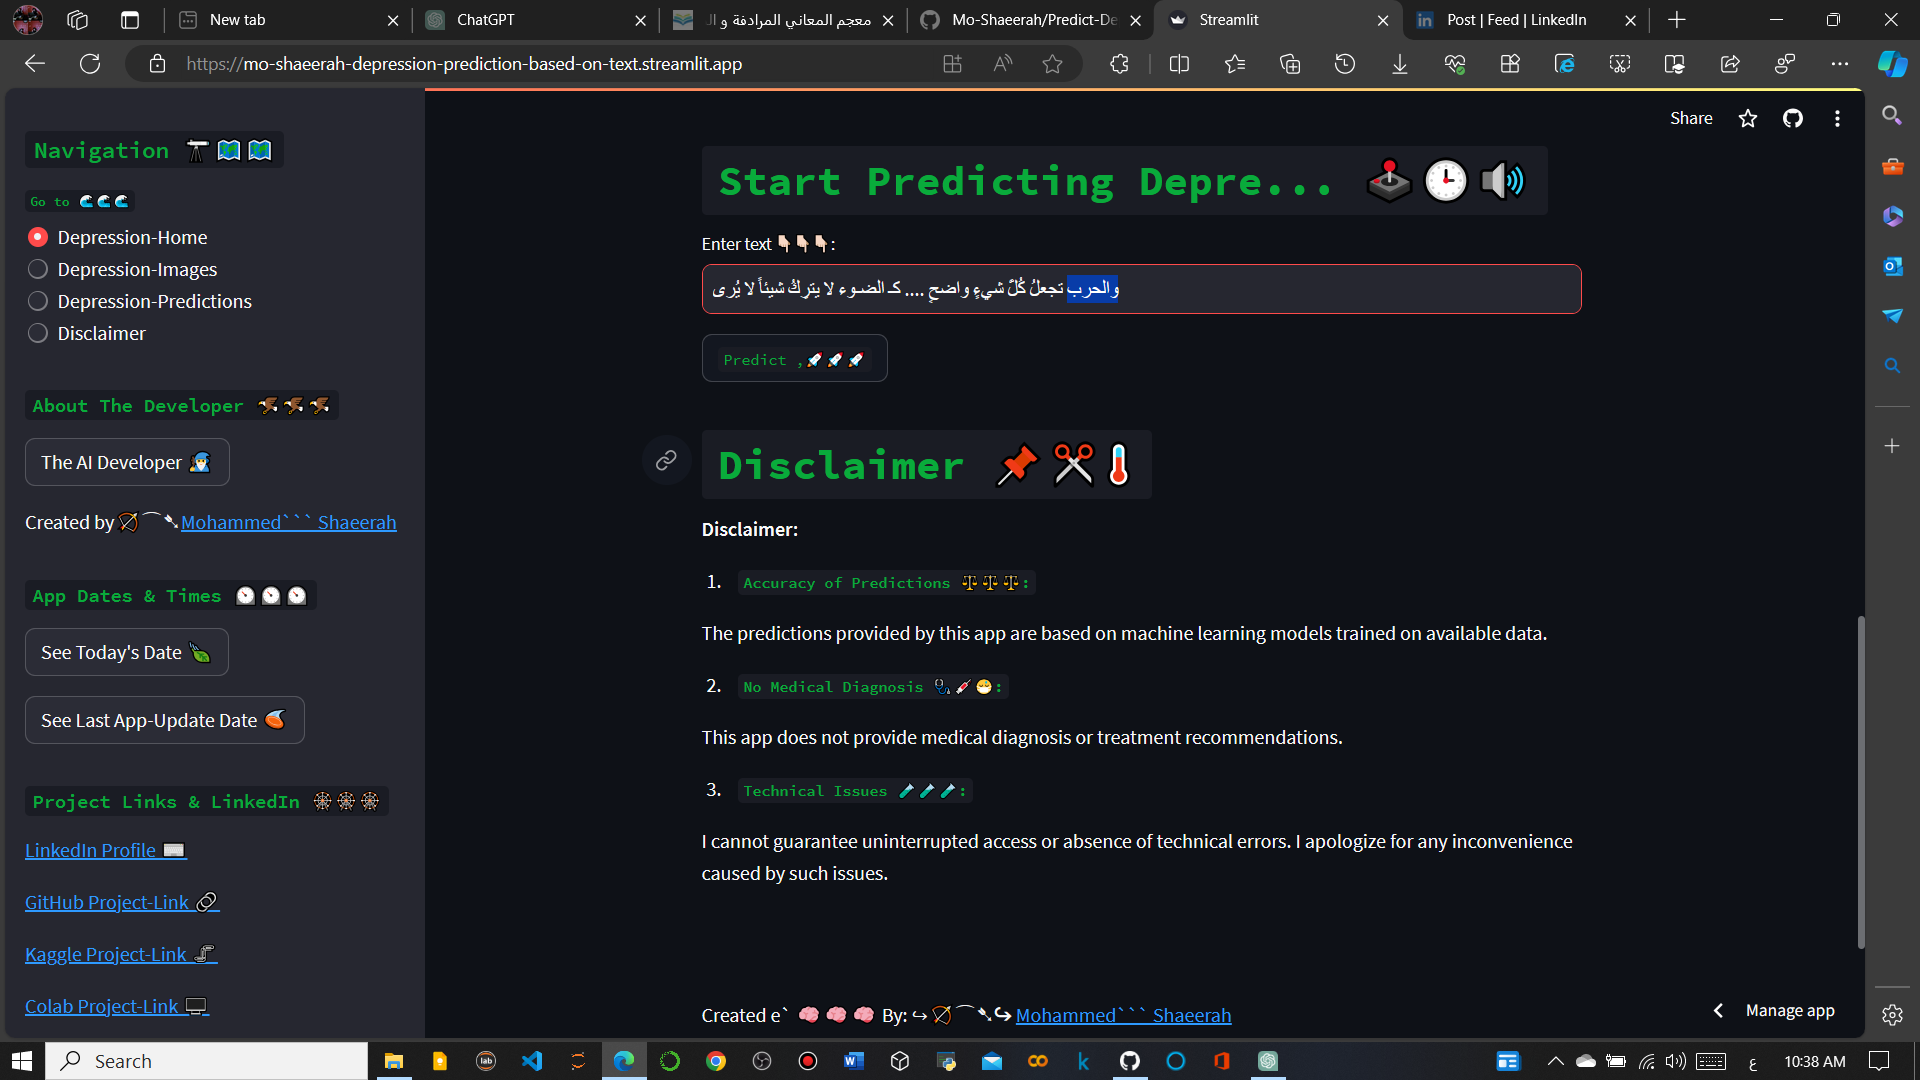 New tab
ChatGPT
معجم المعاني المرادفة و ال
Mo-Shaeerah/Predict-De
Streamlit
Post | Feed | LinkedIn
https://mo-shaeerah-depression-prediction-based-on-text.streamlit.app
Share
Navigation 🔭🗺️🗺️
Go to 🌊🌊🌊
Depression-Home
Depression-Images
Depression-Predictions
Disclaimer
About The Developer 🦅🦅🦅
The AI Developer
Created by🏹⁀➴Mohammed``` Shaeerah
App Dates & Times
See Today's Date
See Last App-Update Date
Project Links & LinkedIn 🕸️🕸️🕸️
LinkedIn Profile
GitHub Project-Link 🔗
Kaggle Project-Link
Colab Project-Link 🖥️
Start Predicting Depre... 🕹️🕒🔊
Enter text 👇🏻👇🏻👇🏻:
والحرب تجعلُ كُلَّ شيءٍ واضحٍ .... كـ الضـوء لا يترِكُ شيئاً لا يُرى
Predict ,🚀🚀🚀
Disclaimer 📌✂️🌡️
Disclaimer:
1. Accuracy of Predictions ⚖️⚖️⚖️:
The predictions provided by this app are based on machine learning models trained on available data.
2. No Medical Diagnosis 🩺💉😷:
This app does not provide medical diagnosis or treatment recommendations.
3. Technical Issues 🧪🧪🧪:
I cannot guarantee uninterrupted access or absence of technical errors. I apologize for any inconvenience
caused by such issues.
Created e` 🧠🧠🧠 By: ↪🏹⁀➴↪ Mohammed``` Shaeerah
Manage app
Search
ع
10:38 AM